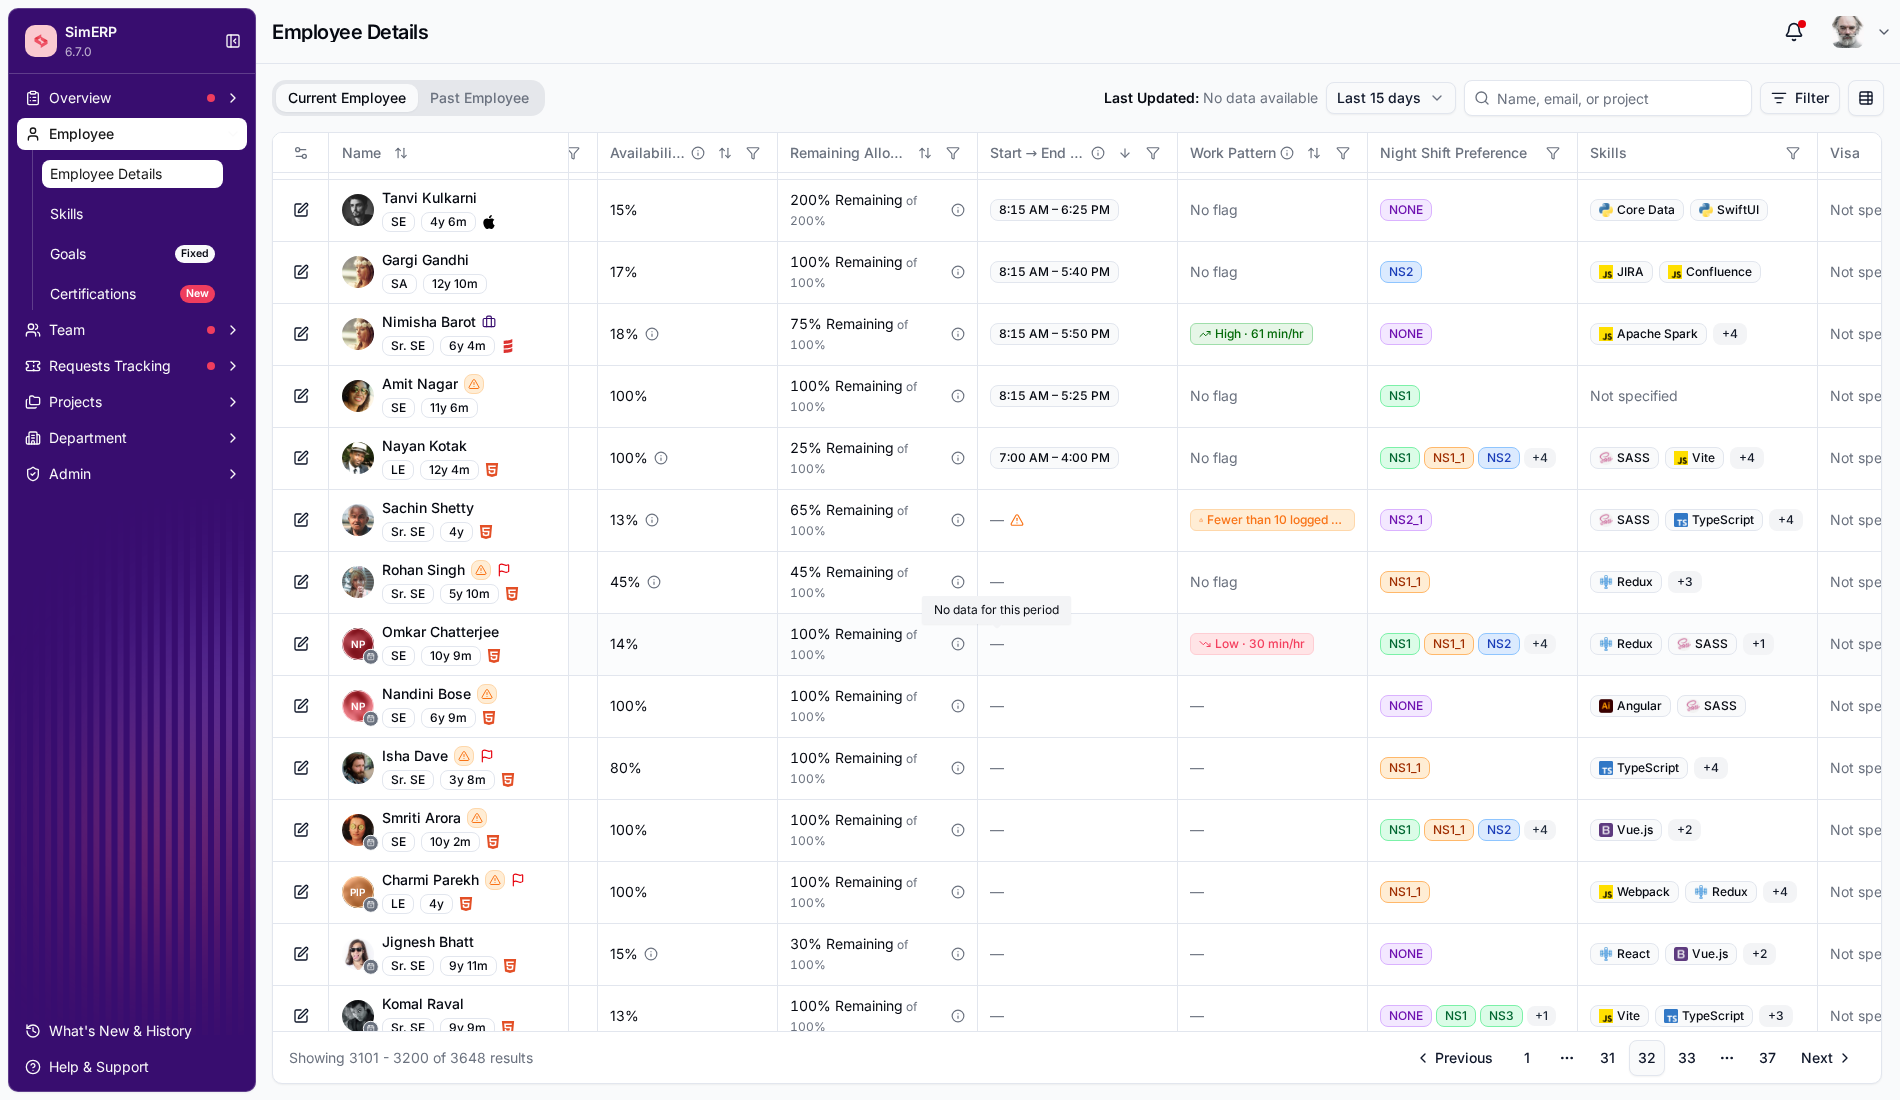 SimERP
6.7.0
Overview
Employee
Employee Details
Skills
Goals Fixed
Certifications New
Team
Requests Tracking
Projects
Department
Admin
What's New & History
Help & Support
Employee Details
Current Employee Past Employee
Last Updated: No data available Last 15 days Name, email, or project Filter
Name Availabili... Remaining Allo... Start → End ... Work Pattern Night Shift Preference Skills Visa
Tanvi Kulkarni
SE 4y 6m
15%
200% Remaining of
200%
8:15 AM – 6:25 PM
No flag
NONE
Core Data SwiftUI
Not spe
Gargi Gandhi
SA 12y 10m
17%
100% Remaining of
100%
8:15 AM – 5:40 PM
No flag
NS2
JIRA Confluence
Not spe
Nimisha Barot
Sr. SE 6y 4m
18%
75% Remaining of
100%
8:15 AM – 5:50 PM
High · 61 min/hr
NONE
Apache Spark +4
Not spe
Amit Nagar
SE 11y 6m
100%
100% Remaining of
100%
8:15 AM – 5:25 PM
No flag
NS1
Not specified
Not spe
Nayan Kotak
LE 12y 4m
100%
25% Remaining of
100%
7:00 AM – 4:00 PM
No flag
NS1 NS1_1 NS2 +4
SASS Vite +4
Not spe
Sachin Shetty
Sr. SE 4y
13%
65% Remaining of
100%
—
Fewer than 10 logged ...
NS2_1
SASS TypeScript +4
Not spe
Rohan Singh
Sr. SE 5y 10m
45%
45% Remaining of
100%
—
No flag
NS1_1
Redux +3
Not spe
No data for this period
NP
Omkar Chatterjee
SE 10y 9m
14%
100% Remaining of
100%
—
Low · 30 min/hr
NS1 NS1_1 NS2 +4
Redux SASS +1
Not spe
NP
Nandini Bose
SE 6y 9m
100%
100% Remaining of
100%
—
—
NONE
Angular SASS
Not spe
Isha Dave
Sr. SE 3y 8m
80%
100% Remaining of
100%
—
—
NS1_1
TypeScript +4
Not spe
Smriti Arora
SE 10y 2m
100%
100% Remaining of
100%
—
—
NS1 NS1_1 NS2 +4
Vue.js +2
Not spe
PIP
Charmi Parekh
LE 4y
100%
100% Remaining of
100%
—
—
NS1_1
Webpack Redux +4
Not spe
Jignesh Bhatt
Sr. SE 9y 11m
15%
30% Remaining of
100%
—
—
NONE
React Vue.js +2
Not spe
Komal Raval
Sr. SE 9y 9m
13%
100% Remaining of
100%
—
—
NONE NS1 NS3 +1
Vite TypeScript +3
Not spe
Showing 3101 - 3200 of 3648 results
Previous 1 ... 31 32 33 ... 37 Next